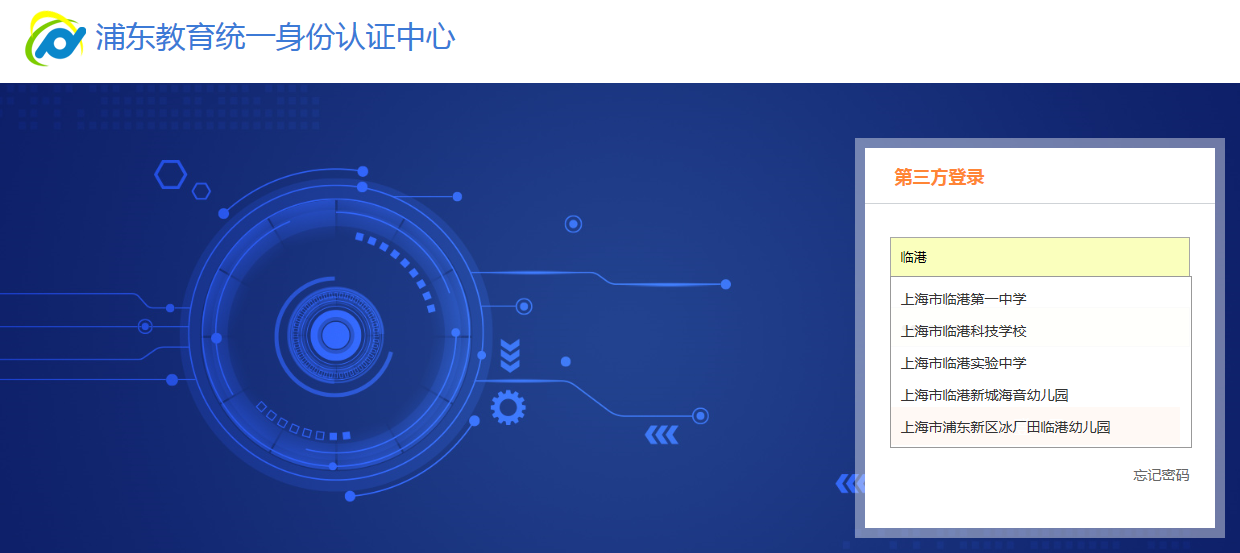 浦东教育统一身份认证中心
第三方登录
临港
上海市临港第一中学
上海市临港科技学校
上海市临港实验中学
上海市临港新城海音幼儿园
上海市浦东新区冰厂田临港幼儿园
忘记密码